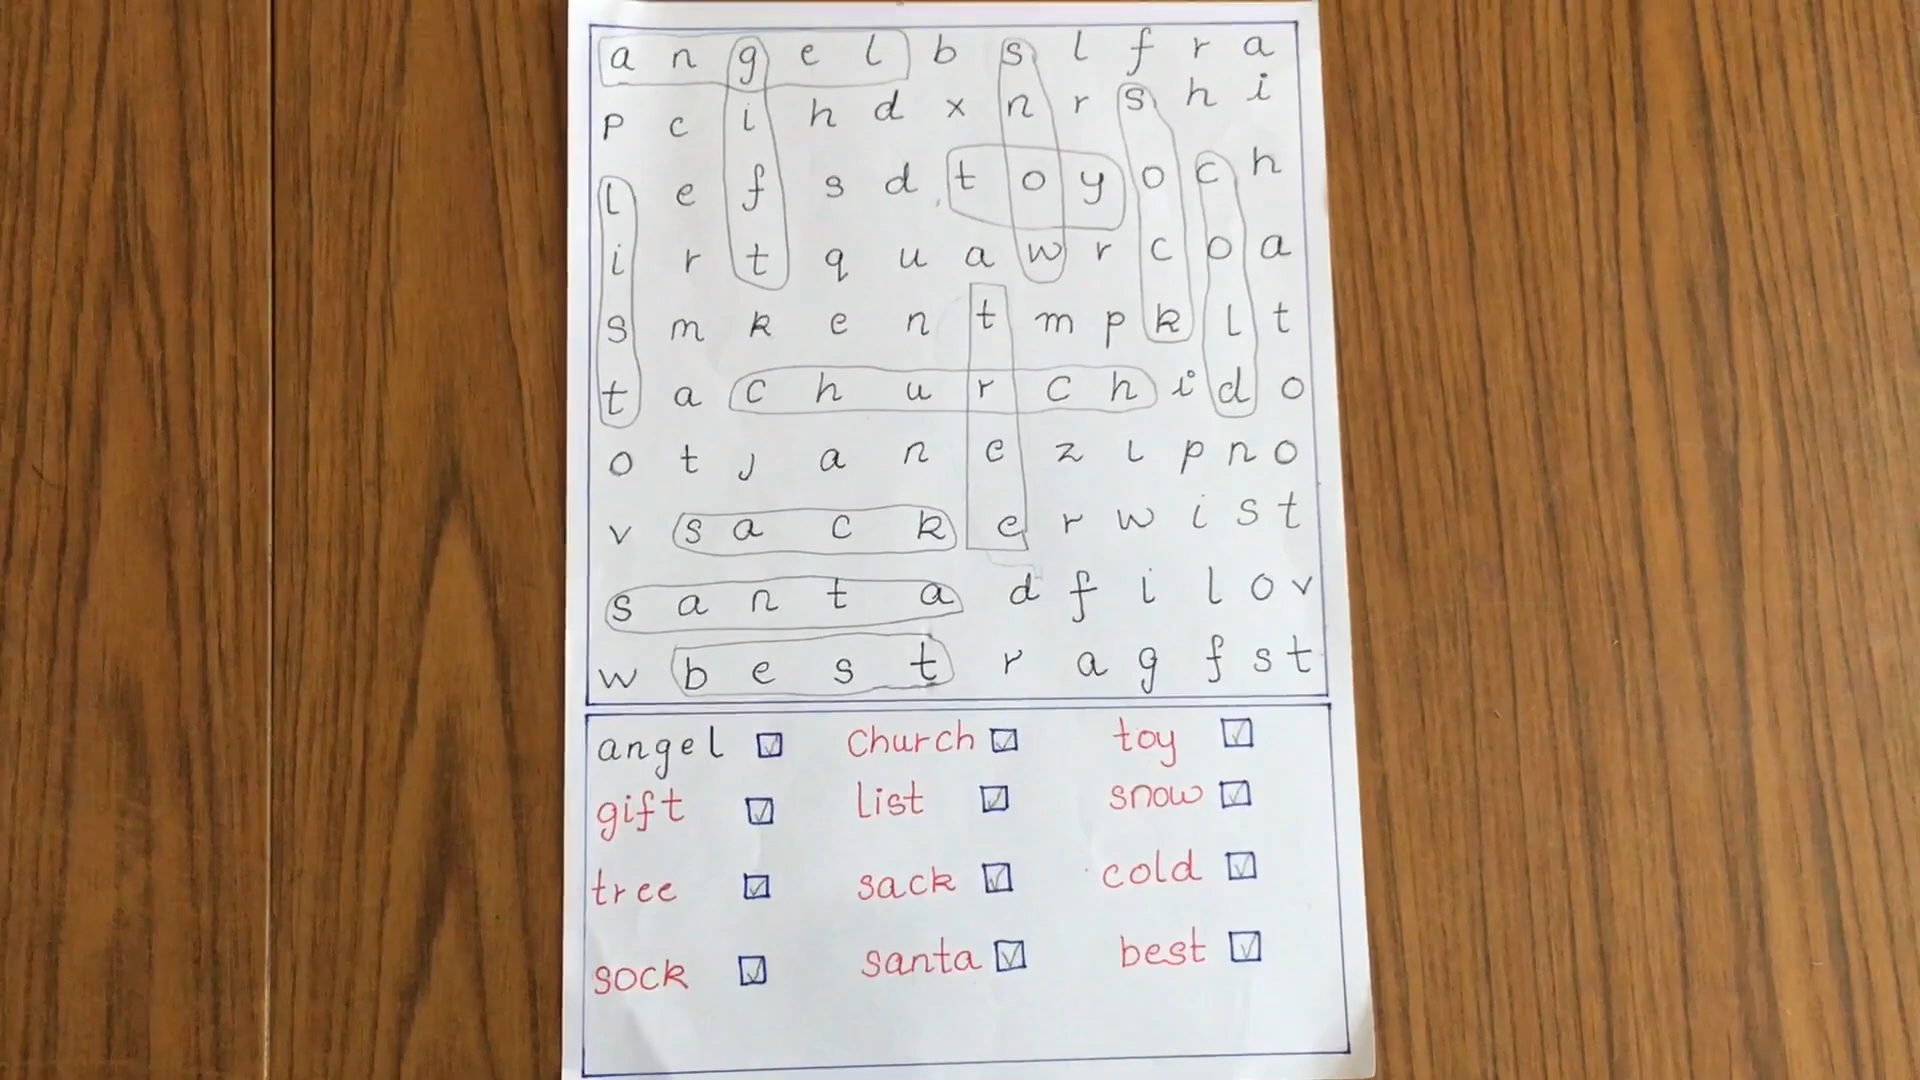 a n g e l b s l f r a
p c i h d x n r s h i
l e f s d t o y o c h
i r t q u a w r c o a
s m k e n t m p k l t
t a c h u r c h i d o
o t j a n e z l p n o
v s a c k e r w i s t
s a n t a d f i l o v
w b e s t r a g f s t
angel church toy
gift list snow
tree sack cold
sock santa best